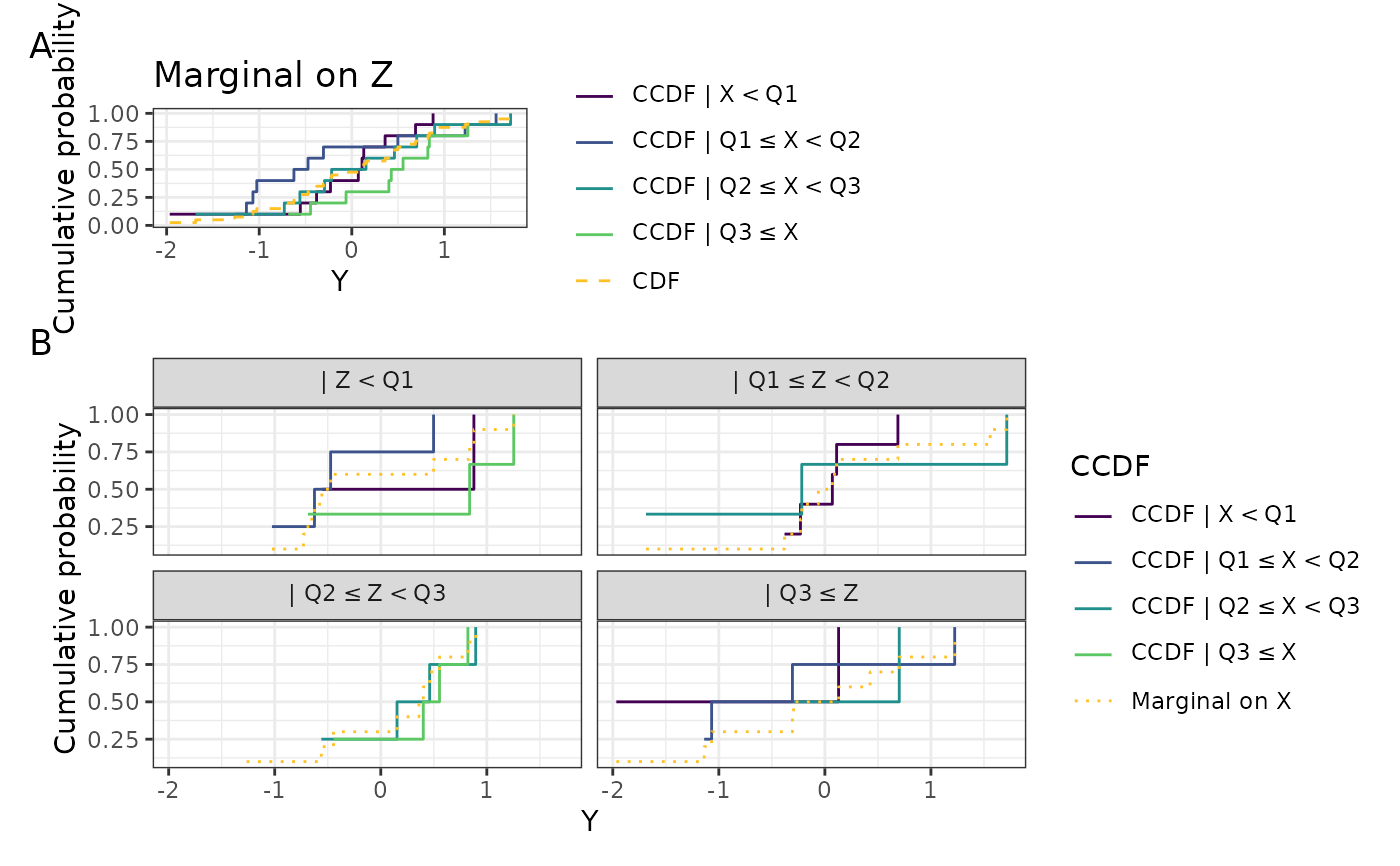 A
Marginal on Z
Cumulative probability
1.00
0.75
0.50
0.25
0.00
-2
-1
0
1
Y
CCDF | X < Q1
CCDF | Q1 ≤ X < Q2
CCDF | Q2 ≤ X < Q3
CCDF | Q3 ≤ X
CDF
B
| Z < Q1
| Q1 ≤ Z < Q2
Cumulative probability
1.00
0.75
0.50
0.25
| Q2 ≤ Z < Q3
| Q3 ≤ Z
1.00
0.75
0.50
0.25
-2
-1
0
1
-2
-1
0
1
Y
CCDF
CCDF | X < Q1
CCDF | Q1 ≤ X < Q2
CCDF | Q2 ≤ X < Q3
CCDF | Q3 ≤ X
Marginal on X